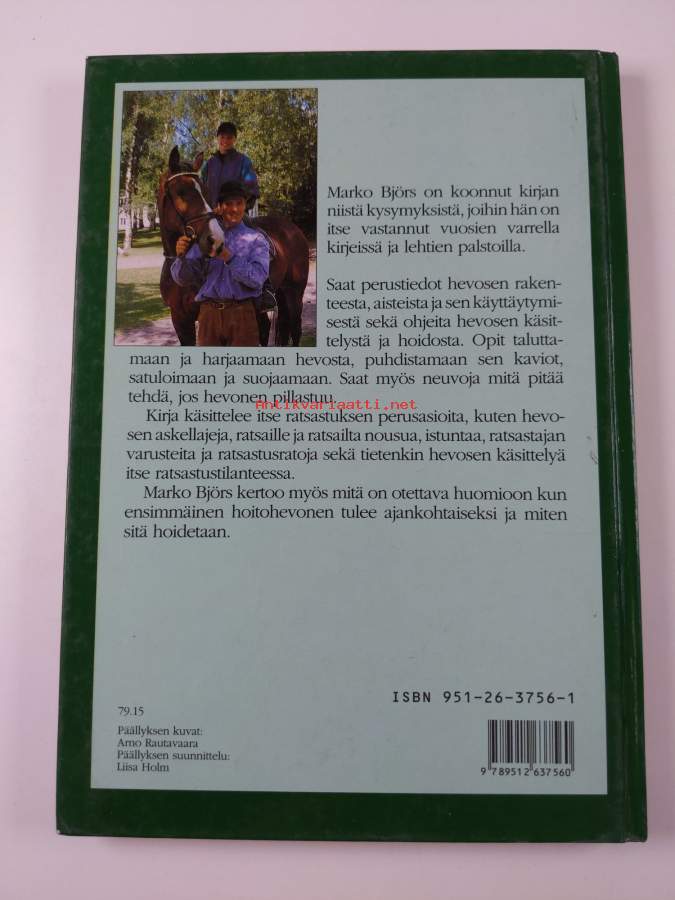 Marko Björs on koonnut kirjan
niistä kysymyksistä, joihin hän on
itse vastannut vuosien varrella
kirjeissä ja lehtien palstoilla.
Saat perustiedot hevosen raken-
teesta, aisteista ja sen käyttäytymi-
sestä sekä ohjeita hevosen käsit-
telystä ja hoidosta. Opit talutta-
maan ja harjaamaan hevosta, puhdistamaan sen kaviot,
satuloimaan ja suojaamaan. Saat myös neuvoja mitä pitää
tehdä, jos hevonen pillastuu.
Antikvariaatti.net
Kirja käsittelee itse ratsastuksen perusasioita, kuten hevo-
sen askellajeja, ratsaille ja ratsailta nousua, istuntaa, ratsastajan
varusteita ja ratsastusratoja sekä tietenkin hevosen käsittelyä
itse ratsastustilanteessa.
Marko Björs kertoo myös mitä on otettava huomioon kun
ensimmäinen hoitohevonen tulee ajankohtaiseksi ja miten
sitä hoidetaan.
ISBN 951-26-3756-1
79.15
Päällyksen kuvat:
Arno Rautavaara
Päällyksen suunnittelu:
Liisa Holm
9 789512 637560